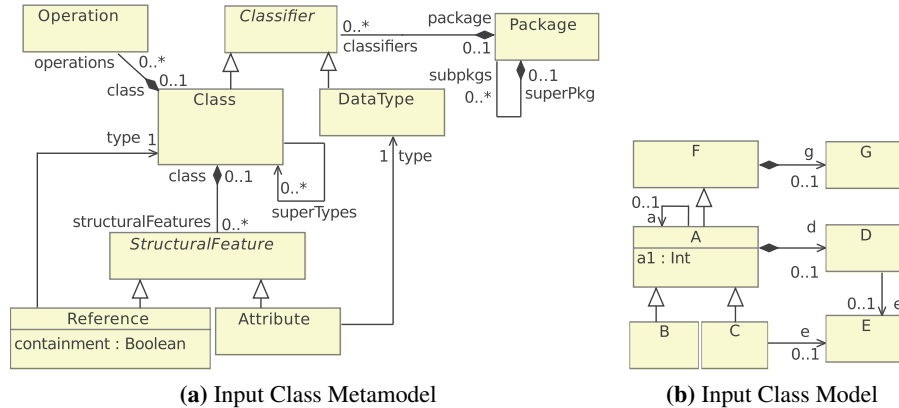 Operation
Classifier
Package
0..*
classifiers
package
0..1
operations
0..*
class
0..1
subpkgs
0..*
0..1
superPkg
Class
DataType
type
1
1
type
class
0..1
0..*
superTypes
structuralFeatures
0..*
StructuralFeature
Reference
containment : Boolean
Attribute
(a) Input Class Metamodel
F
g
0..1
G
0..1
a
A
a1 : Int
d
0..1
D
0..1
e
B
C
e
0..1
E
(b) Input Class Model